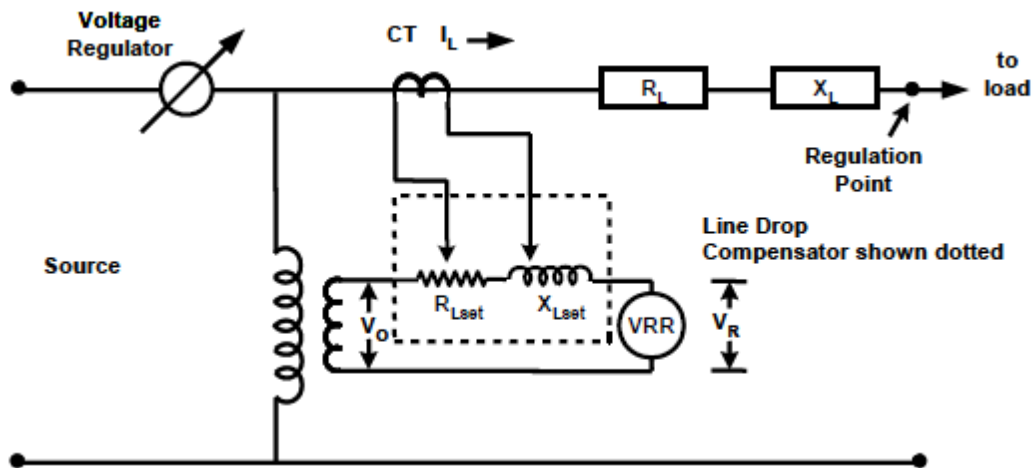 Voltage
Regulator
CT I_L
R_L
X_L
to
load
Regulation
Point
Line Drop
Compensator shown dotted
Source
V_o
R_Lset
X_Lset
VRR
V_R